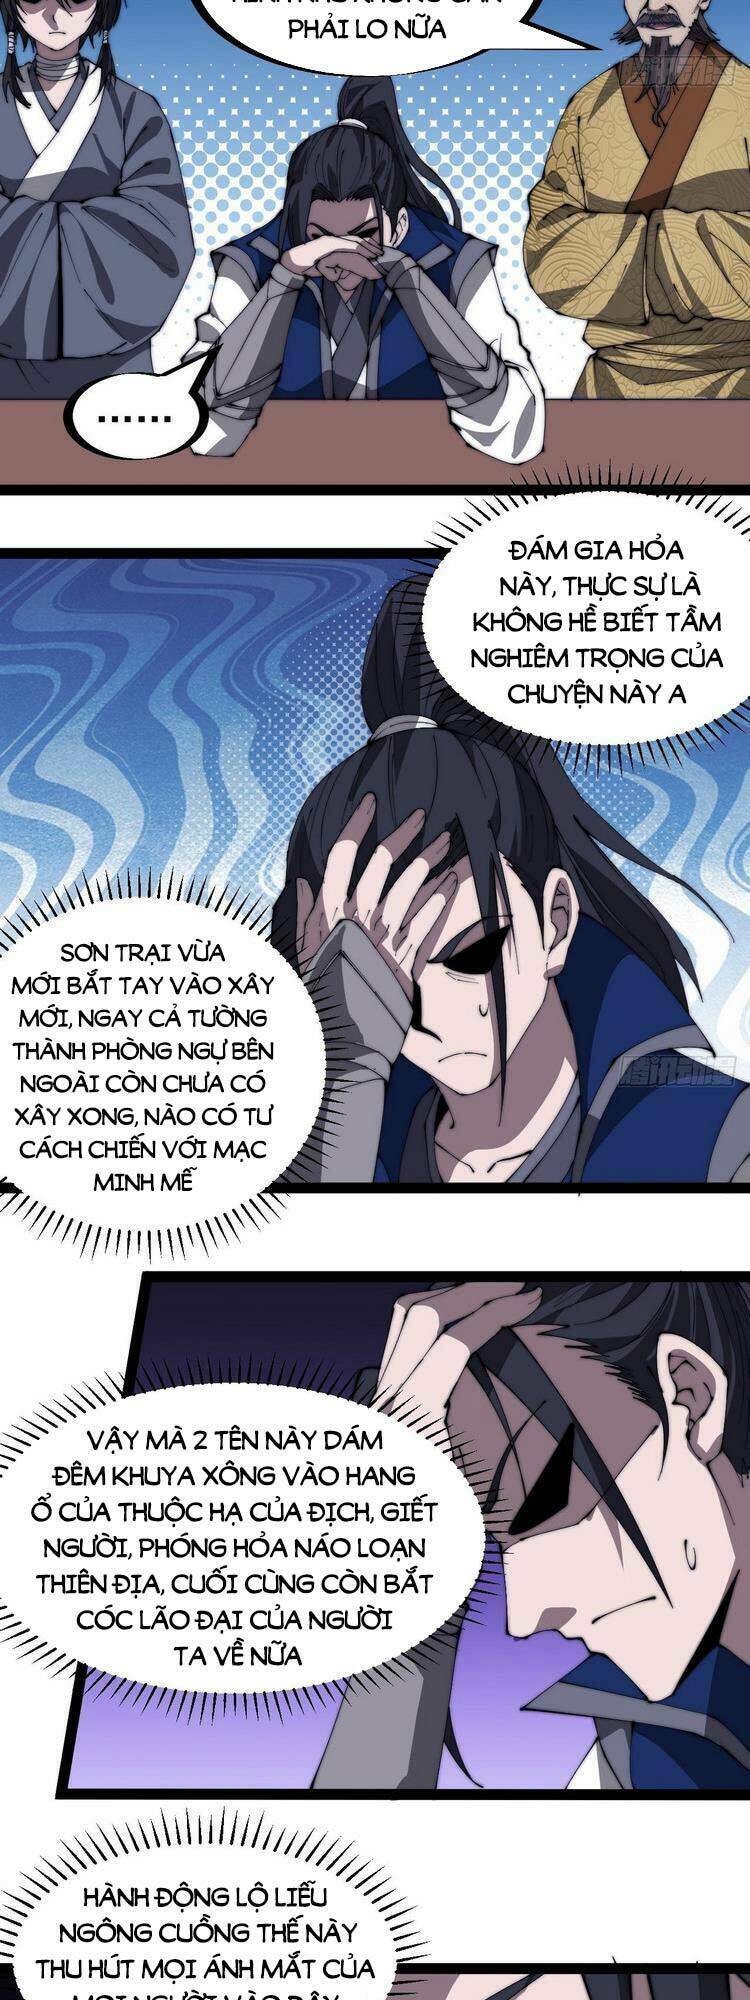 PHẢI LO NỮA
......
ĐÁM GIA HỎA
NÀY, THỰC SỰ LÀ
KHÔNG HỀ BIẾT TẦM
NGHIÊM TRỌNG CỦA
CHUYỆN NÀY A
SƠN TRẠI VỪA
MỚI BẮT TAY VÀO XÂY
MỚI, NGAY CẢ TƯỜNG
THÀNH PHÒNG NGỰ BÊN
NGOÀI CÒN CHƯA CÓ
XÂY XONG, NÀO CÓ TƯ
CÁCH CHIẾN VỚI MẠC
MINH MẾ
VẬY MÀ 2 TÊN NÀY DÁM
ĐÊM KHUYA XÔNG VÀO HANG
Ổ CỦA THUỘC HẠ CỦA ĐỊCH, GIẾT
NGƯỜI, PHÓNG HỎA NÁO LOẠN
THIÊN ĐỊA, CUỐI CÙNG CÒN BẮT
CÓC LÃO ĐẠI CỦA NGƯỜI
TA VỀ NỮA
HÀNH ĐỘNG LỘ LIỄU
NGÔNG CUỒNG THẾ NÀY
THU HÚT MỌI ÁNH MẮT CỦA
MỌI NGƯỜI VÀO ĐÂY